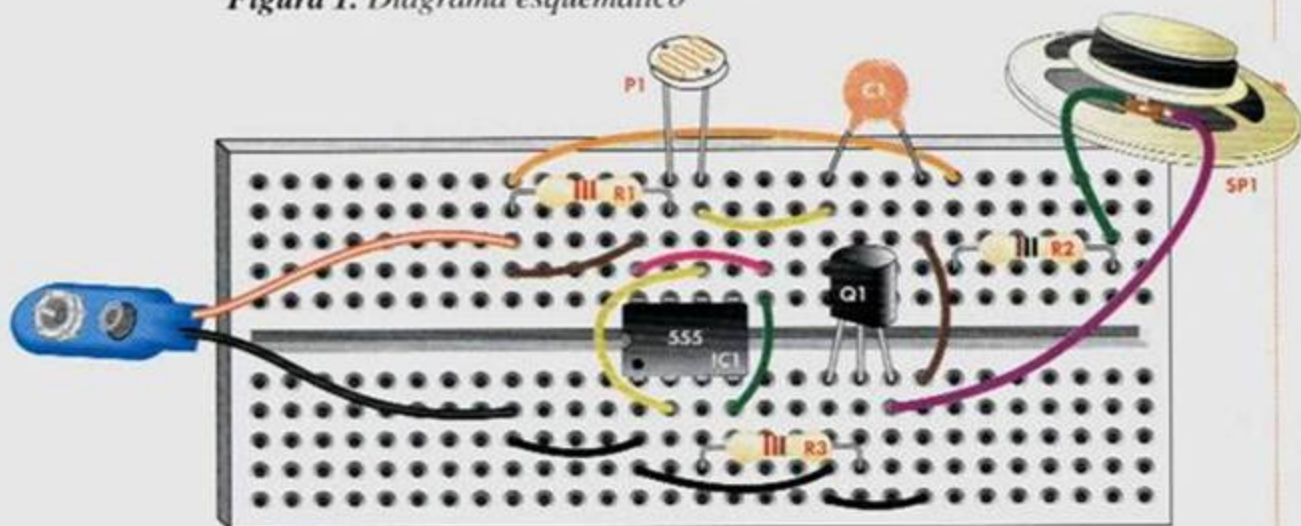 Figura 1. Diagrama esquemático
P1
C1
R1
SP1
R2
Q1
555
IC1
R3